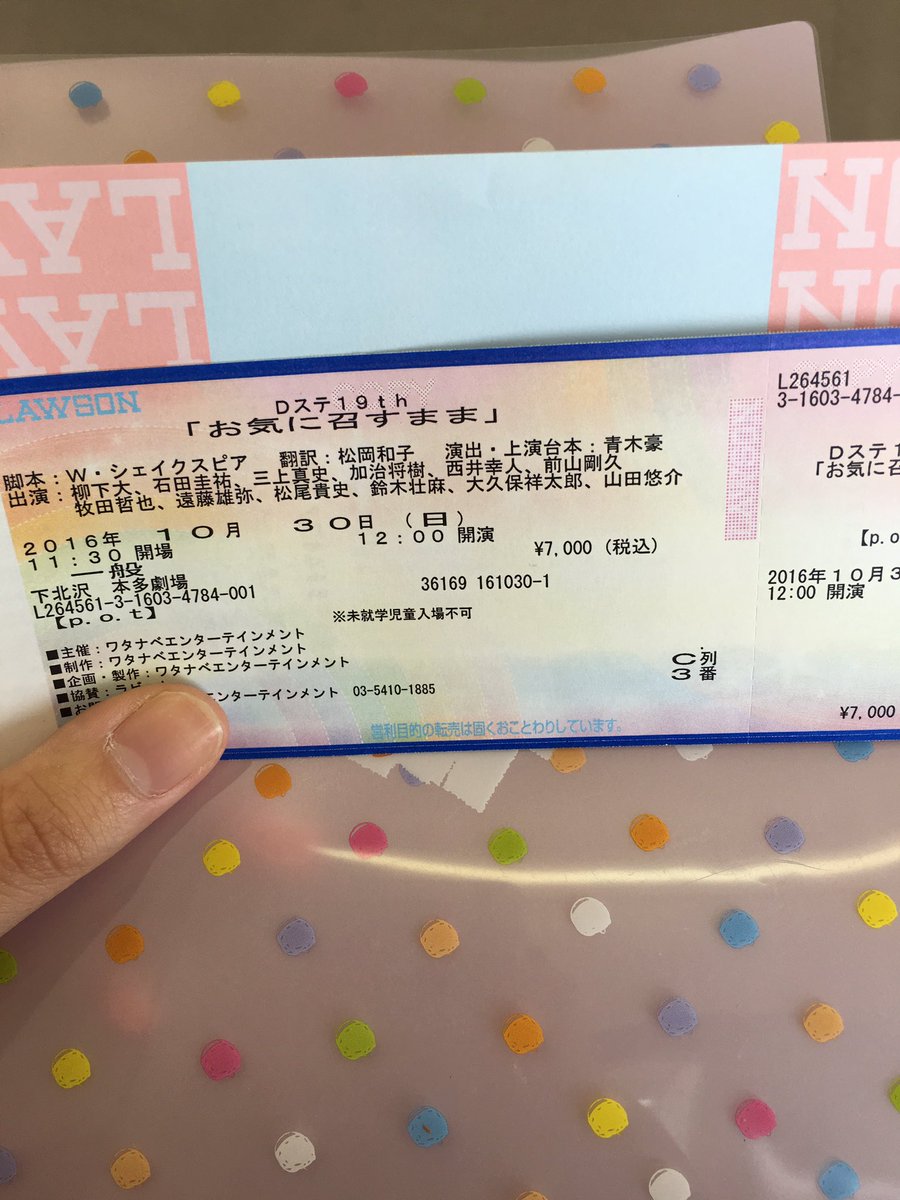 LAWSON
Dステ19th
「お気に召すまま」
脚本：W・シェイクスピア　翻訳：松岡和子　演出・上演台本：青木豪
出演：柳下大、石田圭祐、三上真史、加治将樹、西井幸人、前山剛久
牧田哲也、遠藤雄弥、松尾貴史、鈴木壮麻、大久保祥太郎、山田悠介
2016年 10月 30日（日）
11:30 開場 12:00 開演
一般 ¥7,000（税込）
下北沢 本多劇場 36169 161030-1
L264561-3-1603-4784-001
【p.o.t】 ※未就学児童入場不可
■主催：ワタナベエンターテインメント
■制作：ワタナベエンターテインメント
■企画・製作：ワタナベエンターテインメント
■協賛：ラビ
エンターテインメント 03-5410-1885
C列
3番
営利目的の転売は固くおことわりしています。
L264561
3-1603-4784-
Dステ1
「お気に召
【p.o
2016年10月3
12:00 開演
¥7,000